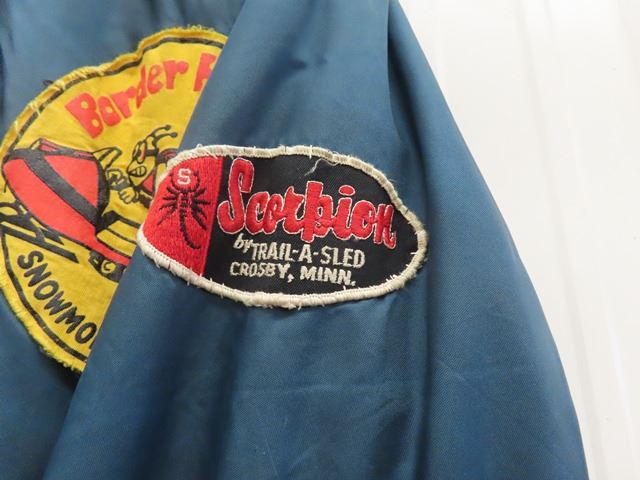 Border
SNOWMO
S
Scorpion
by TRAIL-A-SLED
CROSBY, MINN.